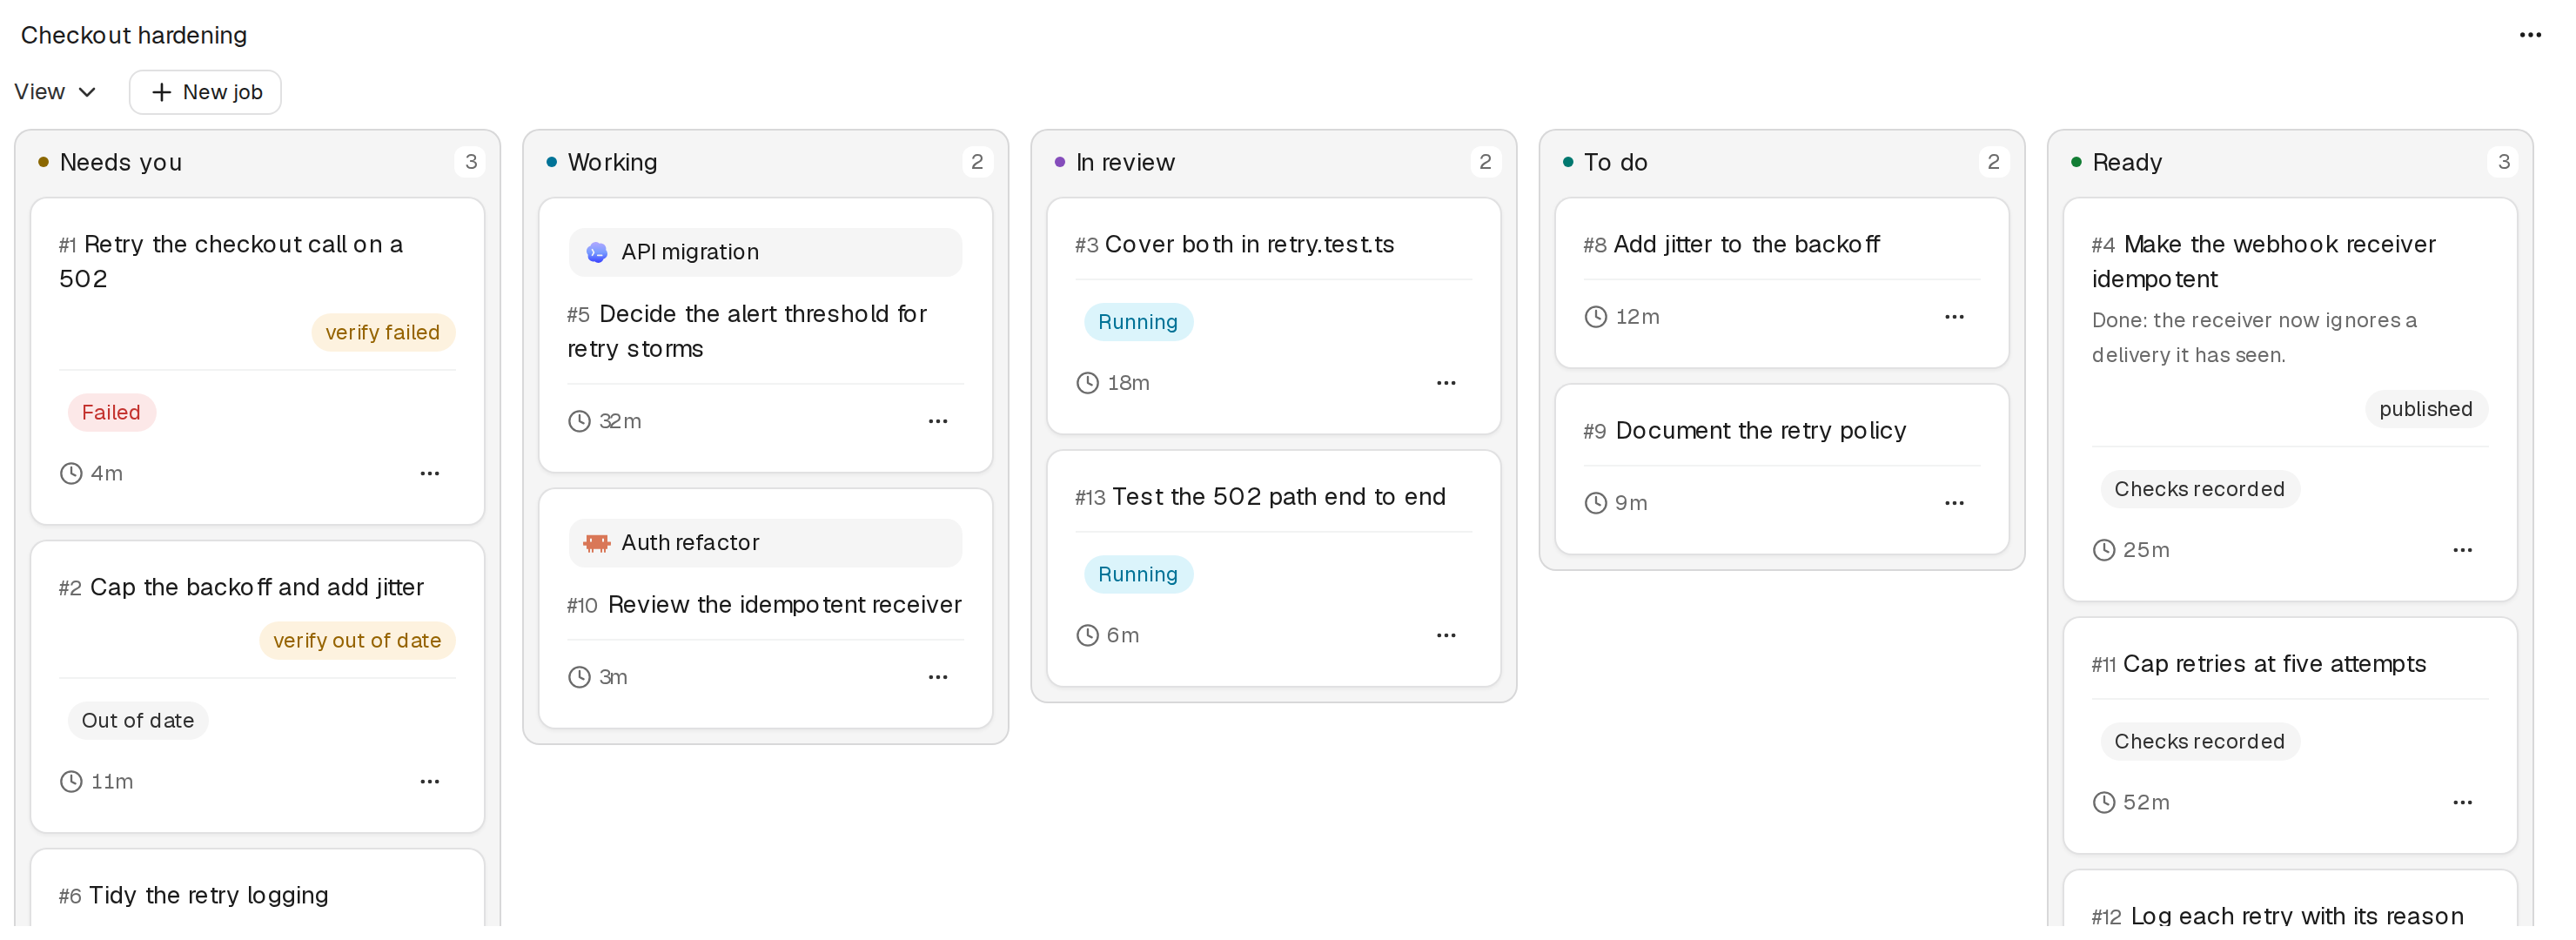 Checkout hardening
View
New job
Needs you 3
#1 Retry the checkout call on a
502
verify failed
Failed
4m
#2 Cap the backoff and add jitter
verify out of date
Out of date
11m
#6 Tidy the retry logging
Working 2
API migration
#5 Decide the alert threshold for
retry storms
32m
Auth refactor
#10 Review the idempotent receiver
3m
In review 2
#3 Cover both in retry.test.ts
Running
18m
#13 Test the 502 path end to end
Running
6m
To do 2
#8 Add jitter to the backoff
12m
#9 Document the retry policy
9m
Ready 3
#4 Make the webhook receiver
idempotent
Done: the receiver now ignores a
delivery it has seen.
published
Checks recorded
25m
#11 Cap retries at five attempts
Checks recorded
52m
#12 Log each retry with its reason